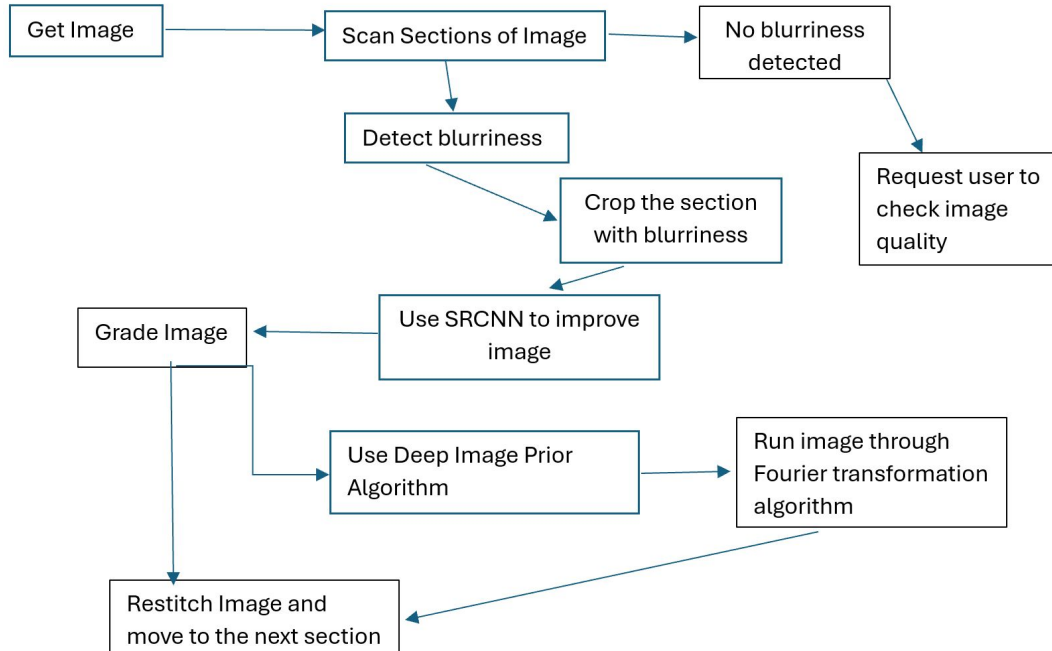 Get Image
Scan Sections of Image
No blurriness
detected
Detect blurriness
Request user to
check image
quality
Crop the section
with blurriness
Use SRCNN to improve
image
Grade Image
Use Deep Image Prior
Algorithm
Run image through
Fourier transformation
algorithm
Restitch Image and
move to the next section